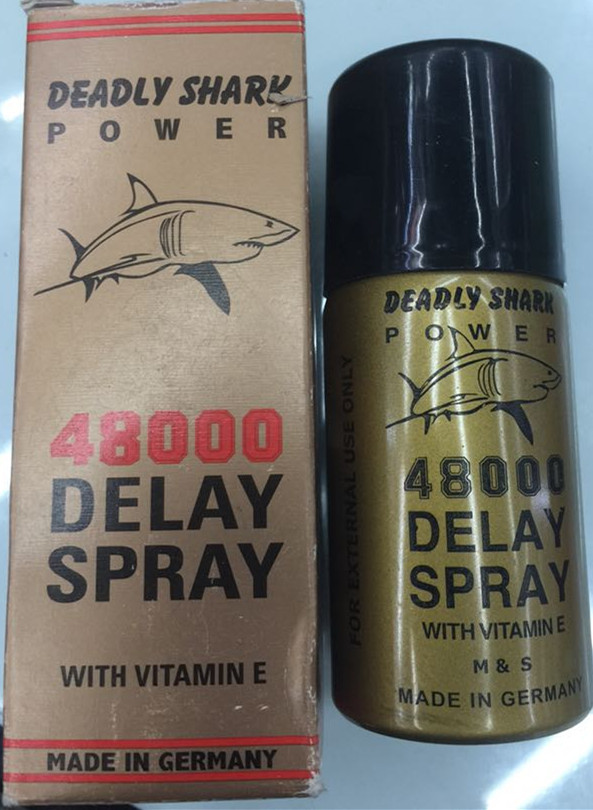 DEADLY SHARK
POWER
48000
DELAY
SPRAY
WITH VITAMIN E
MADE IN GERMANY
DEADLY SHARK
POWER
FOR EXTERNAL USE ONLY
48000
DELAY
SPRAY
WITH VITAMIN E
M & S
MADE IN GERMANY